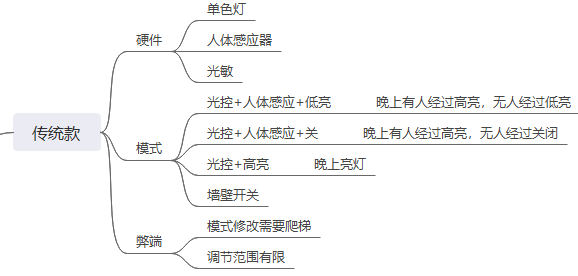 传统款
硬件
单色灯
人体感应器
光敏
模式
光控+人体感应+低亮 晚上有人经过高亮，无人经过低亮
光控+人体感应+关 晚上有人经过高亮，无人经过关闭
光控+高亮 晚上亮灯
墙壁开关
弊端
模式修改需要爬梯
调节范围有限